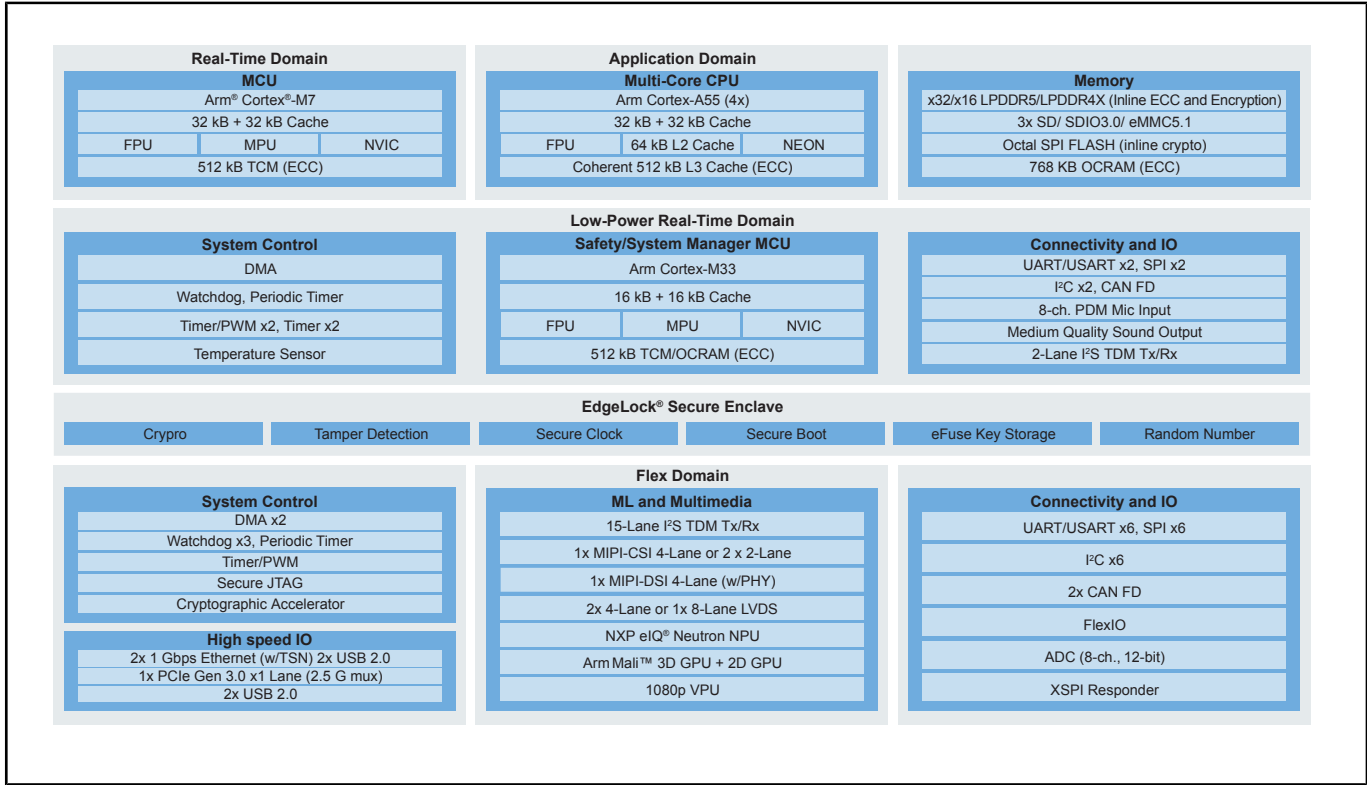 Real-Time Domain
MCU
Arm® Cortex®-M7
32 kB + 32 kB Cache
FPU
MPU
NVIC
512 kB TCM (ECC)
Application Domain
Multi-Core CPU
Arm Cortex-A55 (4x)
32 kB + 32 kB Cache
FPU
64 kB L2 Cache
NEON
Coherent 512 kB L3 Cache (ECC)
Memory
x32/x16 LPDDR5/LPDDR4X (Inline ECC and Encryption)
3x SD/ SDIO3.0/ eMMC5.1
Octal SPI FLASH (inline crypto)
768 KB OCRAM (ECC)
Low-Power Real-Time Domain
System Control
DMA
Watchdog, Periodic Timer
Timer/PWM x2, Timer x2
Temperature Sensor
Safety/System Manager MCU
Arm Cortex-M33
16 kB + 16 kB Cache
FPU
MPU
NVIC
512 kB TCM/OCRAM (ECC)
Connectivity and IO
UART/USART x2, SPI x2
I²C x2, CAN FD
8-ch. PDM Mic Input
Medium Quality Sound Output
2-Lane I²S TDM Tx/Rx
EdgeLock® Secure Enclave
Crypro
Tamper Detection
Secure Clock
Secure Boot
eFuse Key Storage
Random Number
Flex Domain
System Control
DMA x2
Watchdog x3, Periodic Timer
Timer/PWM
Secure JTAG
Cryptographic Accelerator
High speed IO
2x 1 Gbps Ethernet (w/TSN) 2x USB 2.0
1x PCIe Gen 3.0 x1 Lane (2.5 G mux)
2x USB 2.0
ML and Multimedia
15-Lane I²S TDM Tx/Rx
1x MIPI-CSI 4-Lane or 2 x 2-Lane
1x MIPI-DSI 4-Lane (w/PHY)
2x 4-Lane or 1x 8-Lane LVDS
NXP eIQ® Neutron NPU
Arm Mali™ 3D GPU + 2D GPU
1080p VPU
Connectivity and IO
UART/USART x6, SPI x6
I²C x6
2x CAN FD
FlexIO
ADC (8-ch., 12-bit)
XSPI Responder